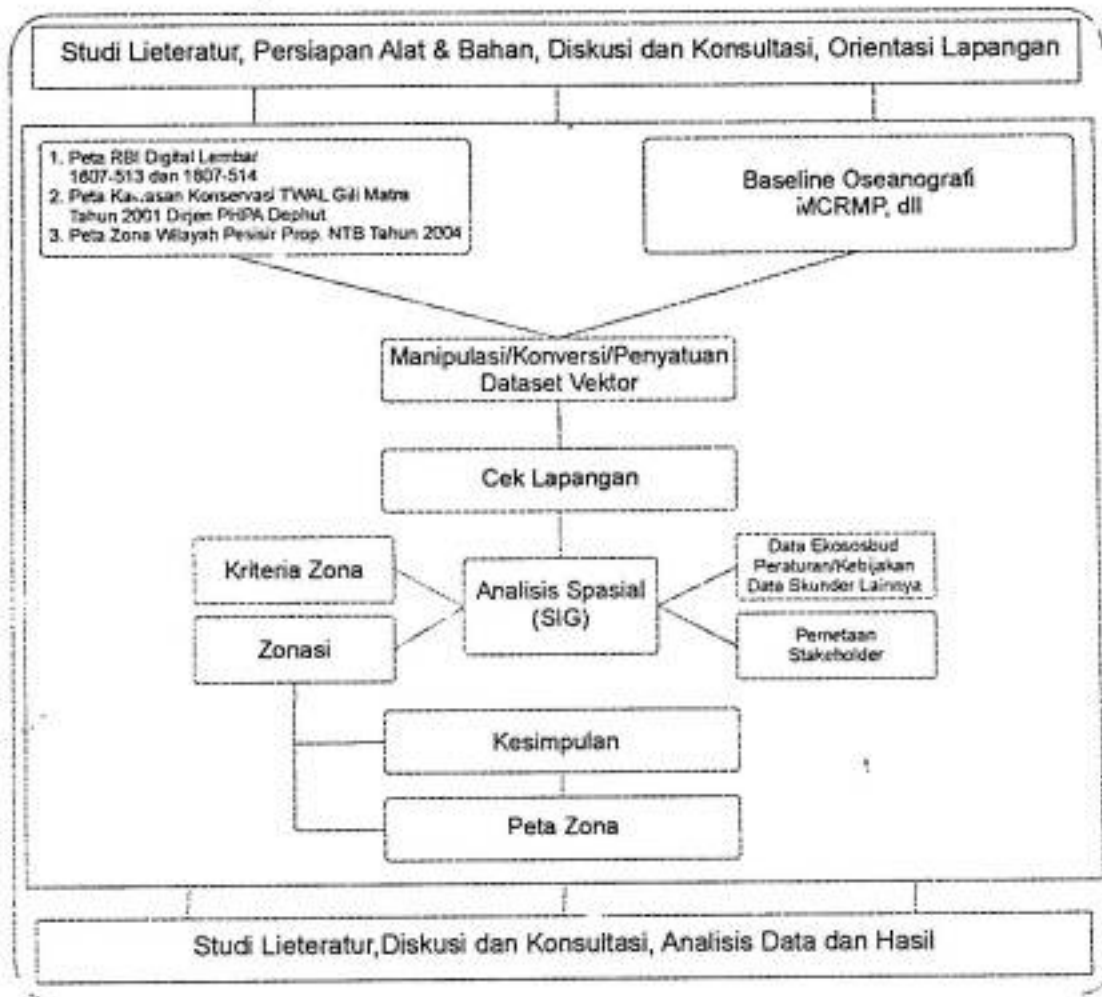 Studi Lieteratur, Persiapan Alat & Bahan, Diskusi dan Konsultasi, Orientasi Lapangan
1. Peta RBI Digital Lembar
1807-513 dan 1807-514
2. Peta Kawasan Konservasi TWAL Gili Matra
Tahun 2001 Dirjen PHPA Dephut
3. Peta Zona Wilayah Pesisir Prop. NTB Tahun 2004
Baseline Oseanografi
MCRMP, dll
Manipulasi/Konversi/Penyatuan
Dataset Vektor
Cek Lapangan
Kriteria Zona
Analisis Spasial
(SIG)
Data Ekososbud
Peraturan/Kebijakan
Data Skunder Lainnya
Zonasi
Pemetaan
Stakeholder
Kesimpulan
Peta Zona
Studi Lieteratur,Diskusi dan Konsultasi, Analisis Data dan Hasil